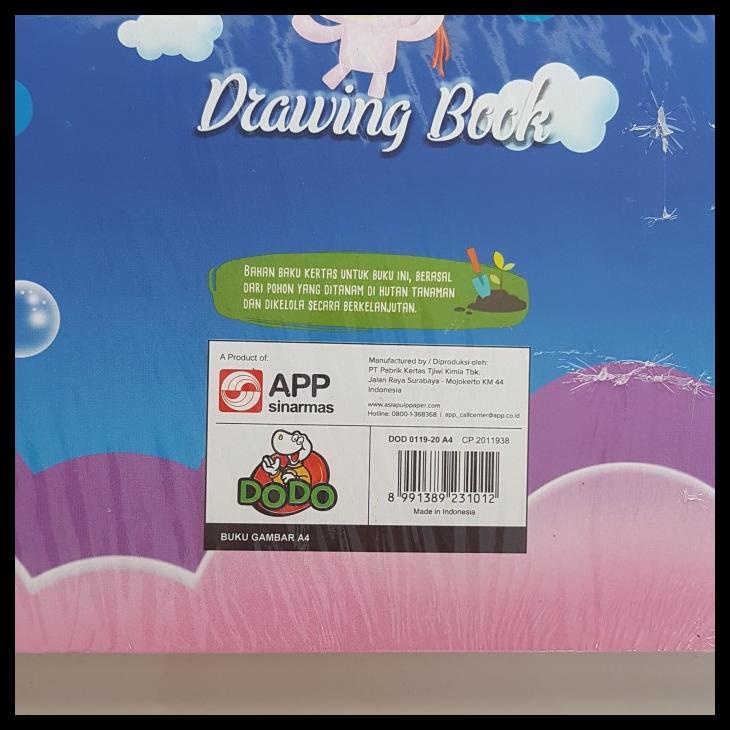 Drawing Book
BAHAN BAKU KERTAS UNTUK BUKU INI, BERASAL
DARI POHON YANG DITANAM DI HUTAN TANAMAN
DAN DIKELOLA SECARA BERKELANJUTAN.
A Product of:
APP
sinarmas
Manufactured by / Diproduksi oleh:
PT Pabrik Kertas Tjiwi Kimia Tbk.
Jalan Raya Surabaya - Mojokerto KM 44
Indonesia
www.asiapulppaper.com
Hotline: 0800-1-368368 | app_callcenter@app.co.id
DODO
DOD 0119-20 A4 CP.2011938
8 991389 231012
Made in Indonesia
BUKU GAMBAR A4